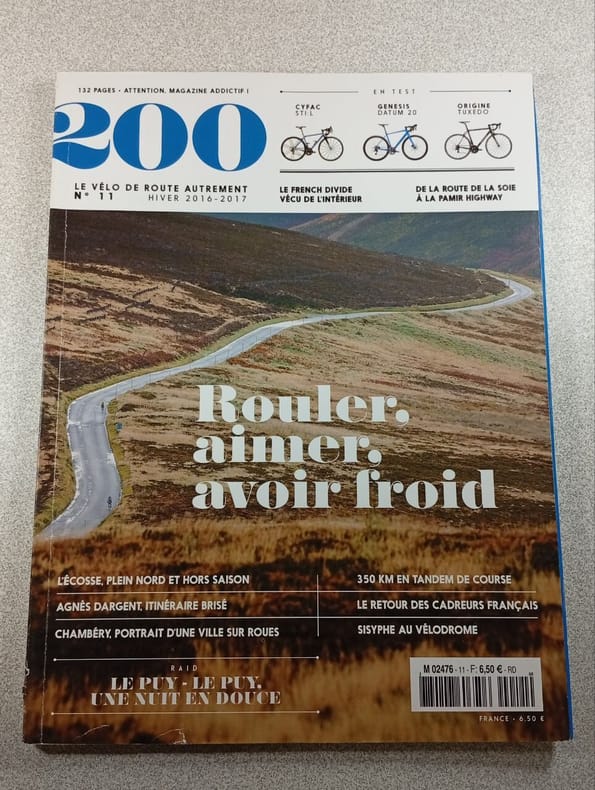 132 PAGES • ATTENTION, MAGAZINE ADDICTIF !
200
LE VÉLO DE ROUTE AUTREMENT
N° 11 HIVER 2016-2017
EN TEST
CYFAC
STI:L
GENESIS
DATUM 20
ORIGINE
TUXEDO
LE FRENCH DIVIDE
VÉCU DE L'INTÉRIEUR
DE LA ROUTE DE LA SOIE
À LA PAMIR HIGHWAY
Rouler,
aimer,
avoir froid
L'ÉCOSSE, PLEIN NORD ET HORS SAISON
AGNÈS DARGENT, ITINÉRAIRE BRISÉ
CHAMBÉRY, PORTRAIT D'UNE VILLE SUR ROUES
350 KM EN TANDEM DE COURSE
LE RETOUR DES CADREURS FRANÇAIS
SISYPHE AU VÉLODROME
RAID
LE PUY - LE PUY,
UNE NUIT EN DOUCE
M 02476 - 11 - F: 6,50 € - RD
FRANCE • 6,50 €